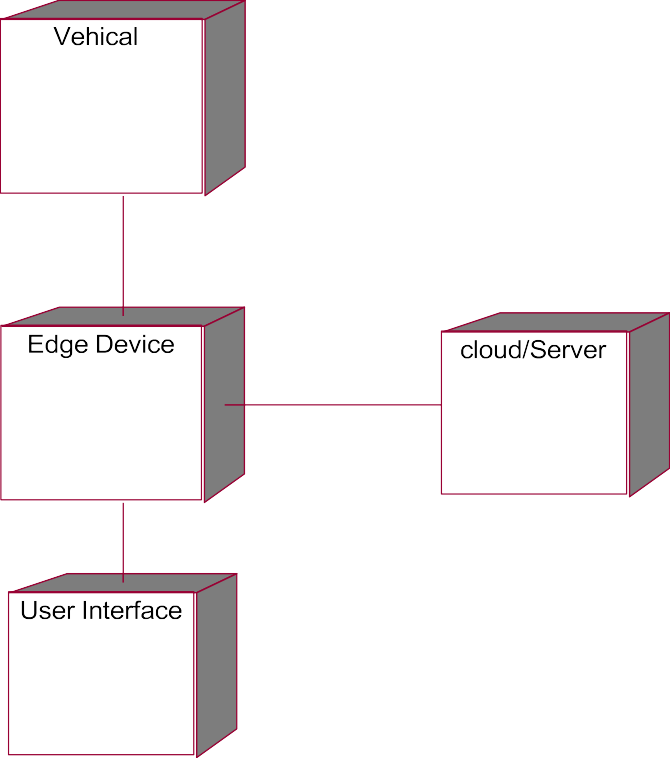 Vehical
Edge Device
cloud/Server
User Interface